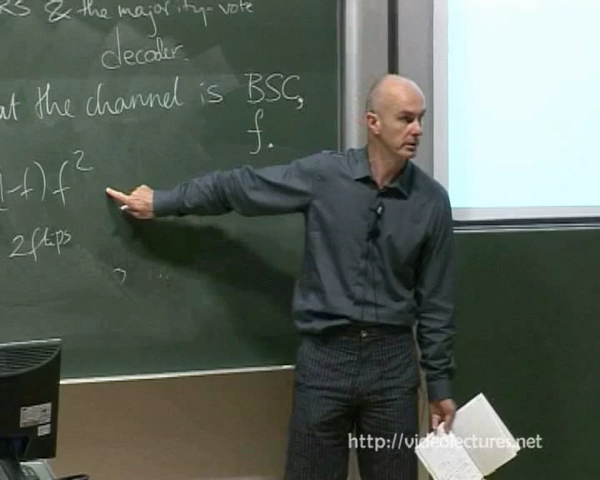 & the majority-vote
decoder.
at the channel is BSC,
f.
-f) f²
2 flips
http://videolectures.net